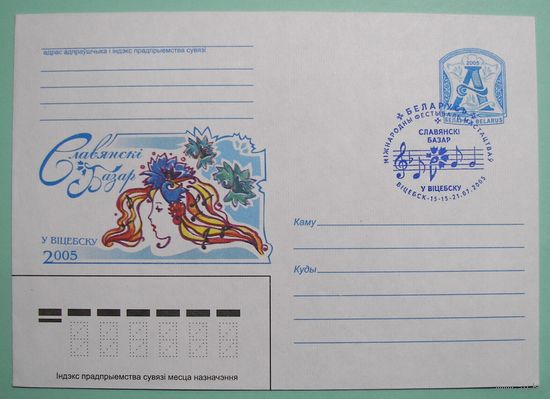 адрас адпраўшчыка і індэкс прадпрыемства сувязі
2005
А
BELARUS
БЕЛАРУСЬ
МІЖНАРОДНЫ ФЕСТЫВАЛЬ МАСТАЦТВАЎ
СЛАВЯНСКІ
БАЗАР
У ВІЦЕБСКУ
ВІЦЕБСК-15-15-21.07.2005
Славянскі
Базар
У ВІЦЕБСКУ
2005
Каму
Куды
Індэкс прадпрыемства сувязі месца назначэння